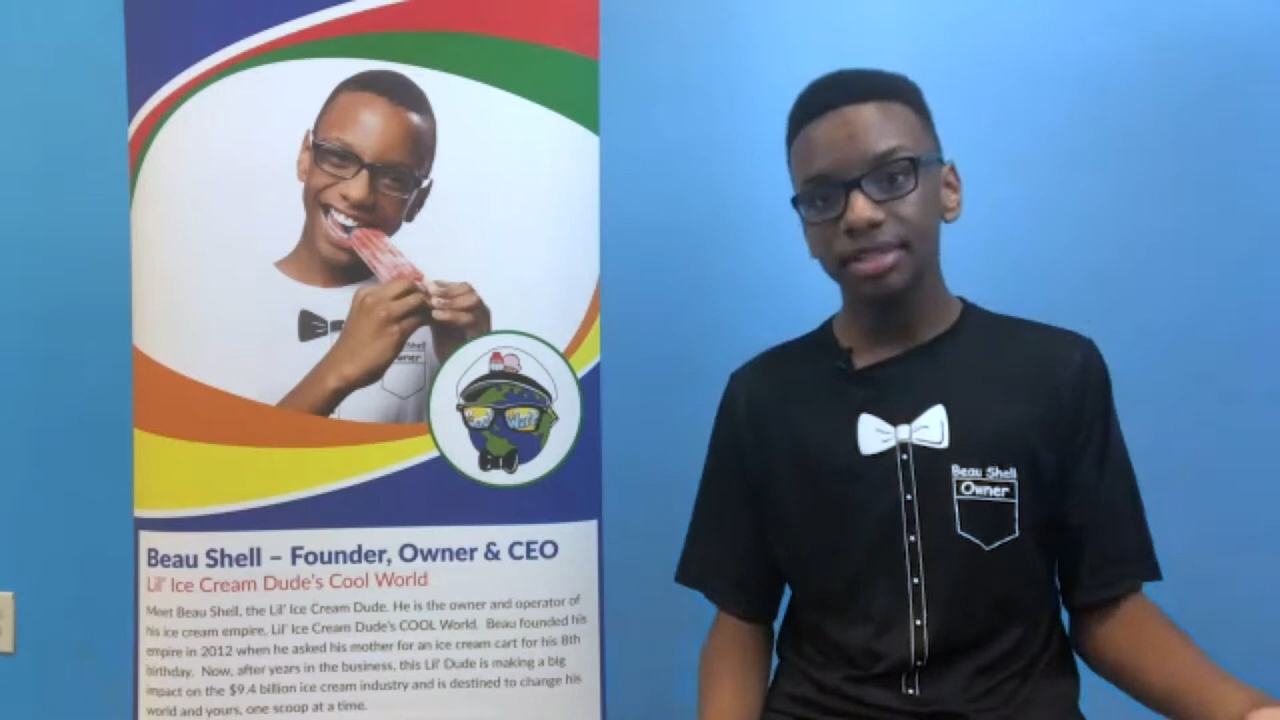 Shell
Owner
Cool World
Beau Shell – Founder, Owner & CEO
Lil' Ice Cream Dude's Cool World
Meet Beau Shell, the Lil' Ice Cream Dude. He is the owner and operator of
his ice cream empire, Lil' Ice Cream Dude's COOL World. Beau founded his
empire in 2012 when he asked his mother for an ice cream cart for his 8th
birthday. Now, after years in the business, this Lil' Dude is making a big
impact on the $9.4 billion ice cream industry and is destined to change his
world and yours, one scoop at a time.
Beau Shell
Owner